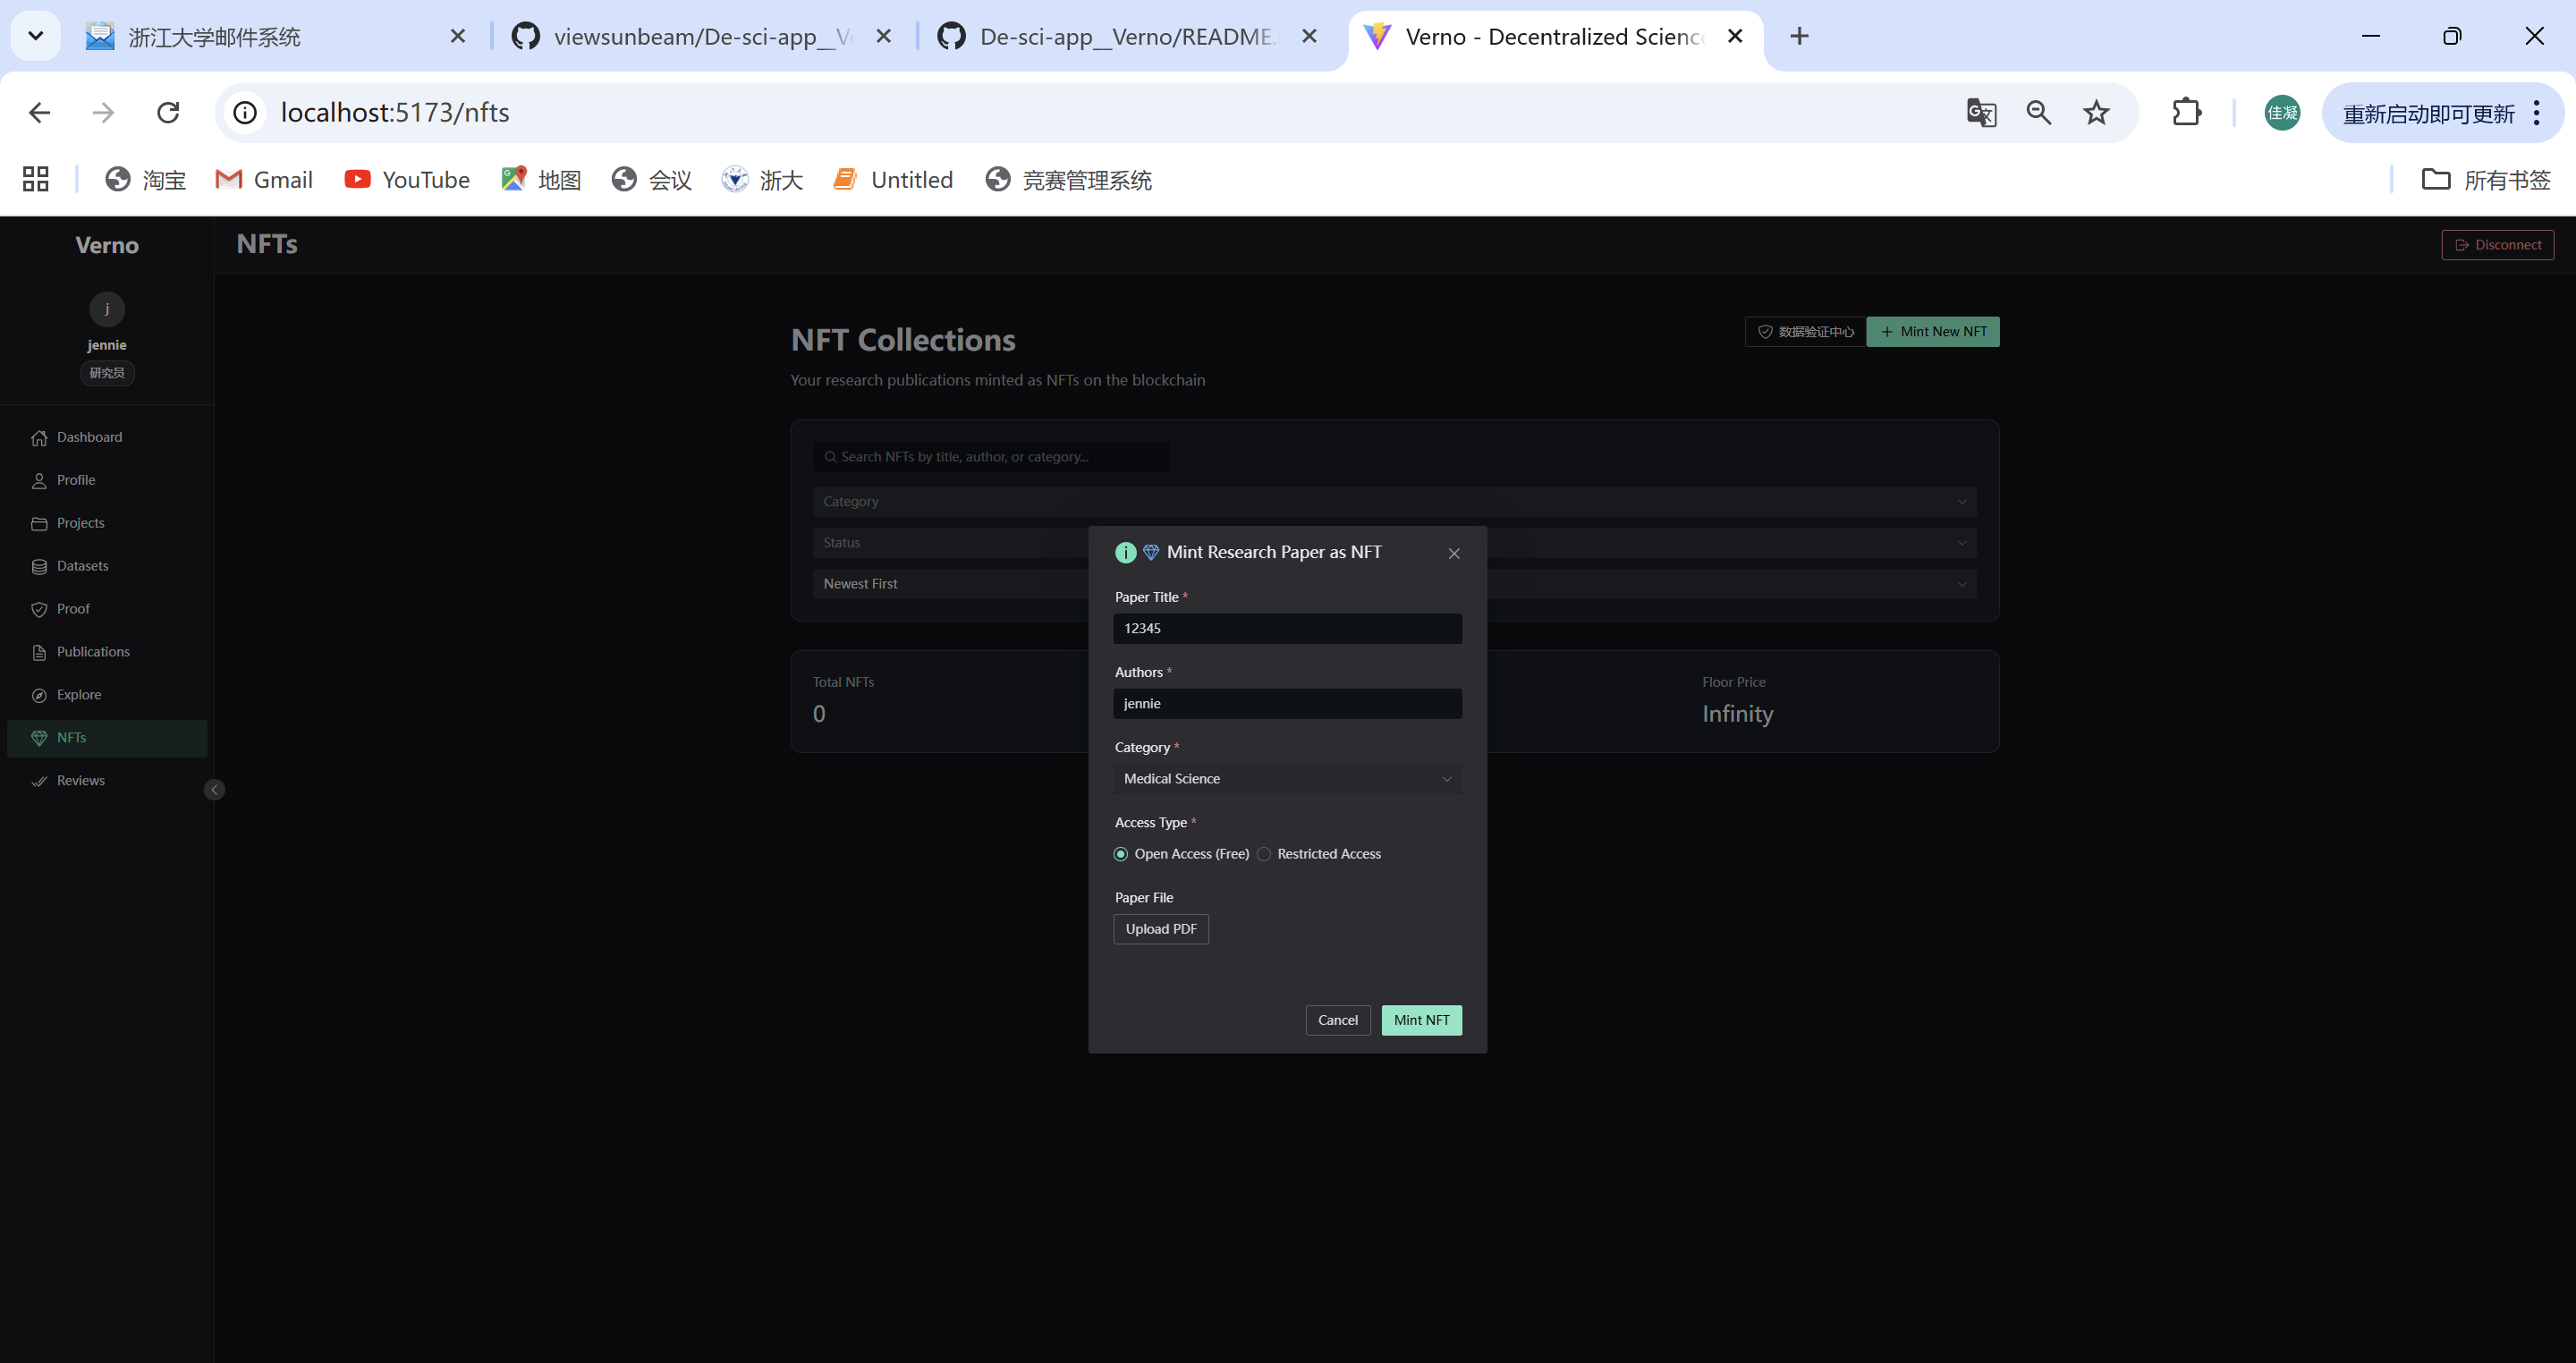 浙江大学邮件系统
viewsunbeam/De-sci-app__Ve
De-sci-app__Verno/README.
Verno - Decentralized Science
localhost:5173/nfts
佳凝
重新启动即可更新
淘宝
Gmail
YouTube
地图
会议
浙大
Untitled
竞赛管理系统
所有书签
Verno
NFTs
Disconnect
j
jennie
研究员
Dashboard
Profile
Projects
Datasets
Proof
Publications
Explore
NFTs
Reviews
NFT Collections
数据验证中心
Mint New NFT
Your research publications minted as NFTs on the blockchain
Search NFTs by title, author, or category...
Category
Status
Newest First
Total NFTs
0
Floor Price
Infinity
Mint Research Paper as NFT
Paper Title *
12345
Authors *
jennie
Category *
Medical Science
Access Type *
Open Access (Free)
Restricted Access
Paper File
Upload PDF
Cancel
Mint NFT